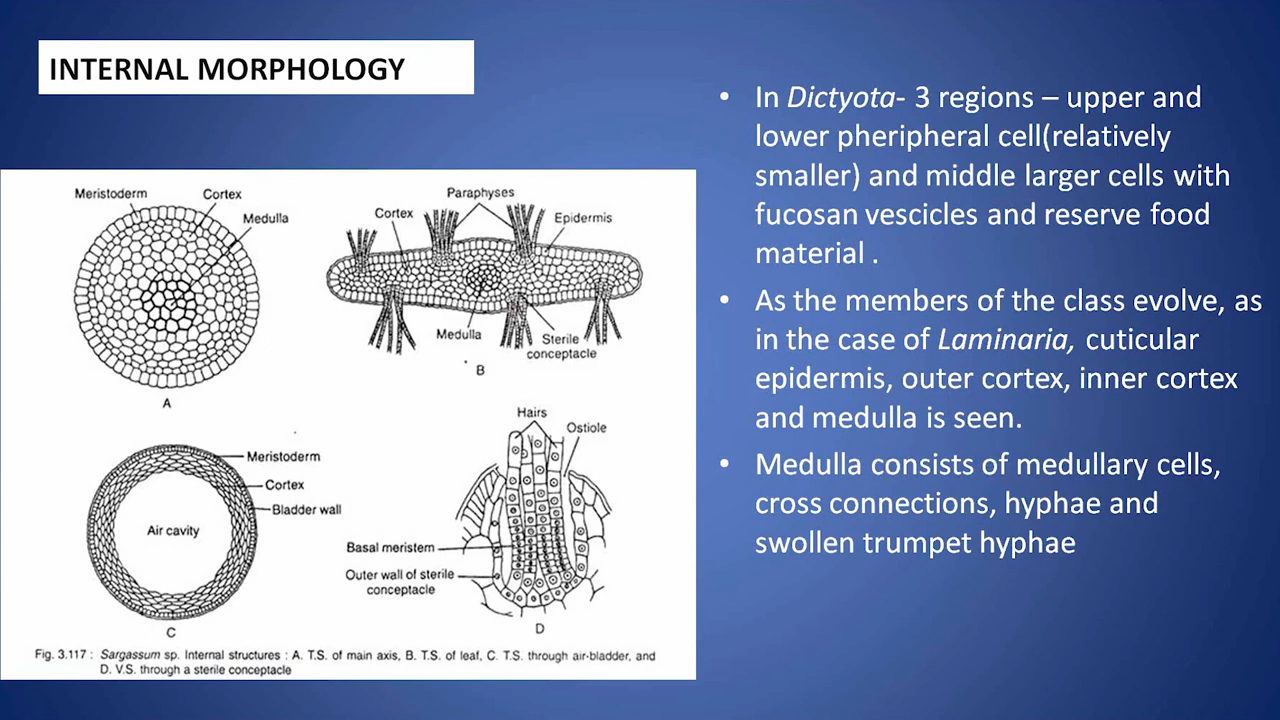 INTERNAL MORPHOLOGY
Meristoderm
Cortex
Medulla
A
Paraphyses
Cortex
Epidermis
Medulla
Sterile
conceptacle
B
Meristoderm
Cortex
Bladder wall
Air cavity
C
Hairs
Ostiole
Basal meristem
Outer wall of sterile
conceptacle
D
Fig. 3.117 : Sargassum sp. Internal structures : A. T.S. of main axis, B. T.S. of leaf, C. T.S. through air-bladder, and
D. V.S. through a sterile conceptacle
• In Dictyota- 3 regions – upper and
lower pheripheral cell(relatively
smaller) and middle larger cells with
fucosan vescicles and reserve food
material .
• As the members of the class evolve, as
in the case of Laminaria, cuticular
epidermis, outer cortex, inner cortex
and medulla is seen.
• Medulla consists of medullary cells,
cross connections, hyphae and
swollen trumpet hyphae